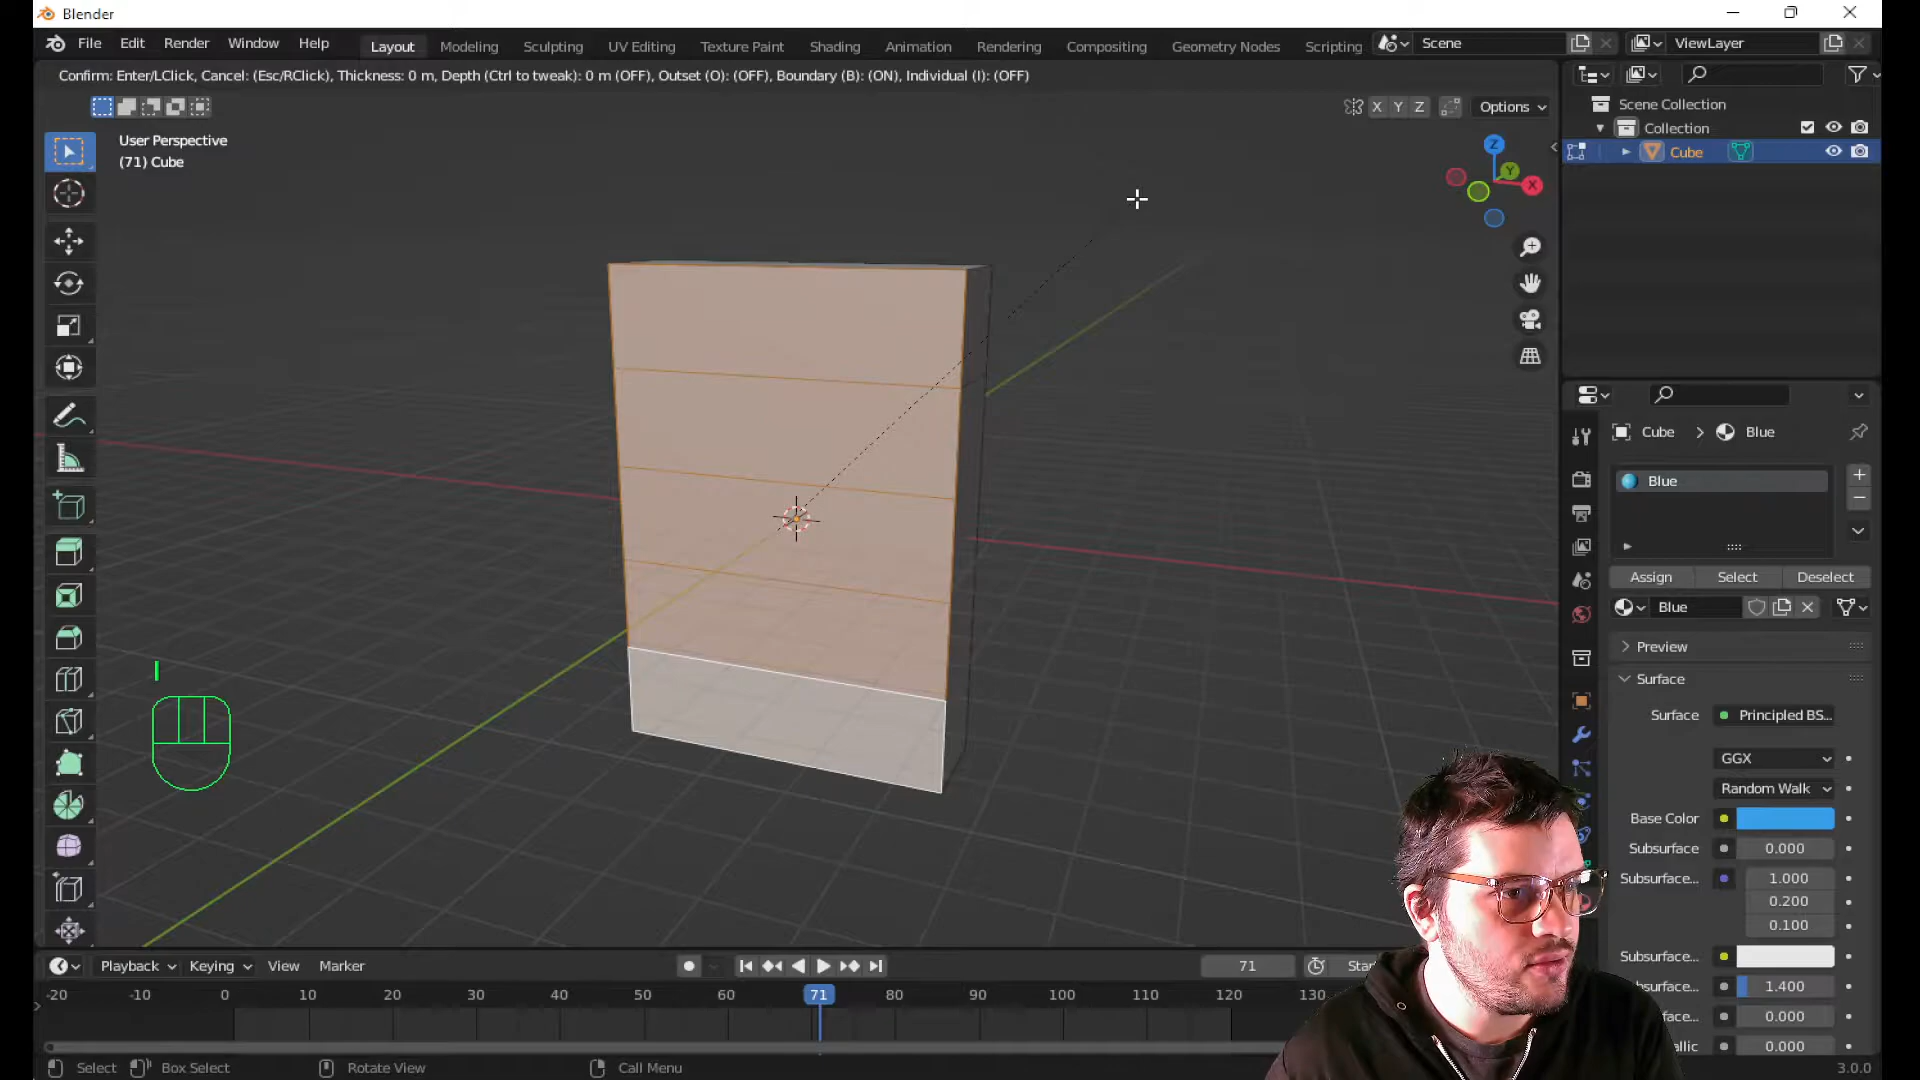 Blender
File Edit Render Window Help Layout Modeling Sculpting UV Editing Texture Paint Shading Animation Rendering Compositing Geometry Nodes Scripting Scene ViewLayer
Confirm: Enter/LClick, Cancel: (Esc/RClick), Thickness: 0 m, Depth (Ctrl to tweak): 0 m (OFF), Outset (O): (OFF), Boundary (B): (ON), Individual (I): (OFF)
X Y Z Options
Scene Collection
Collection
Cube
User Perspective
(71) Cube
Z
Y
X
Cube > Blue
Blue
Assign Select Deselect
Blue
Preview
Surface
Surface Principled BS...
GGX
Random Walk
Base Color
Subsurface 0.000
Subsurface... 1.000
0.200
0.100
Subsurface...
1.400
0.000
0.000
I
Playback Keying View Marker 71
-20 -10 0 10 20 30 40 50 60 71 80 90 100 110 120 130
Select Box Select Rotate View Call Menu 3.0.0